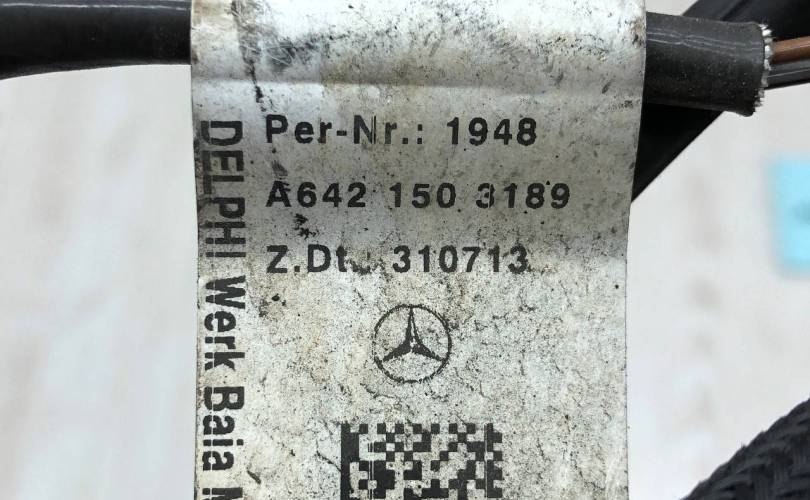 Per-Nr.: 1948
A642 150 3189
Z.Dt.: 310713
DELPHI Werk Baia